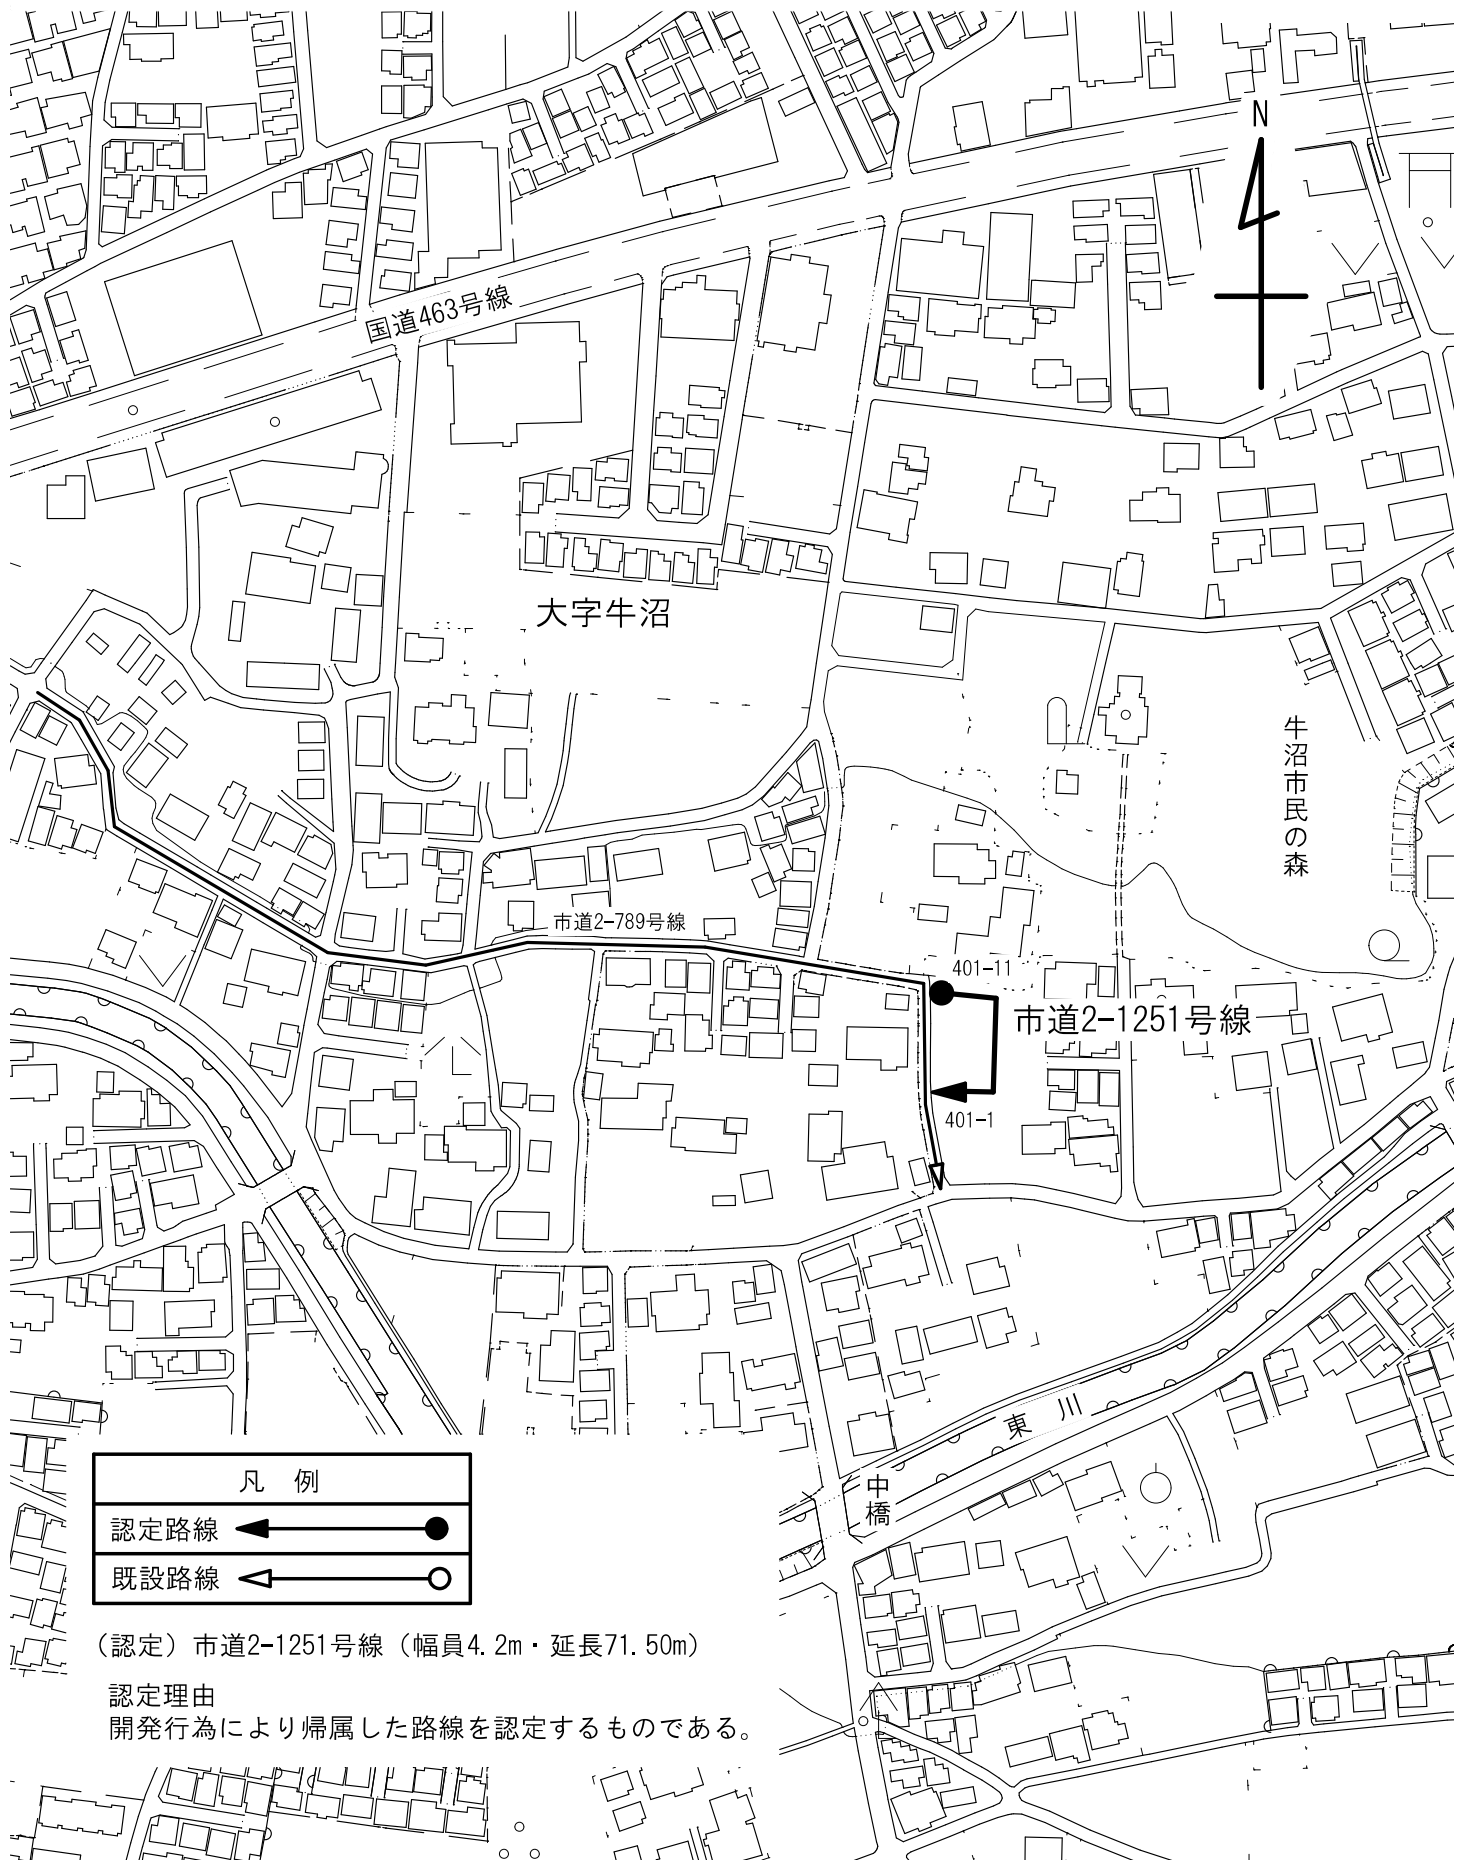 N
国道463号線
大字牛沼
牛沼市民の森
市道2-789号線
401-11
市道2-1251号線
401-1
東川
中橋
凡 例
認定路線
既設路線
（認定）市道2-1251号線（幅員4.2m・延長71.50m）
認定理由
開発行為により帰属した路線を認定するものである。